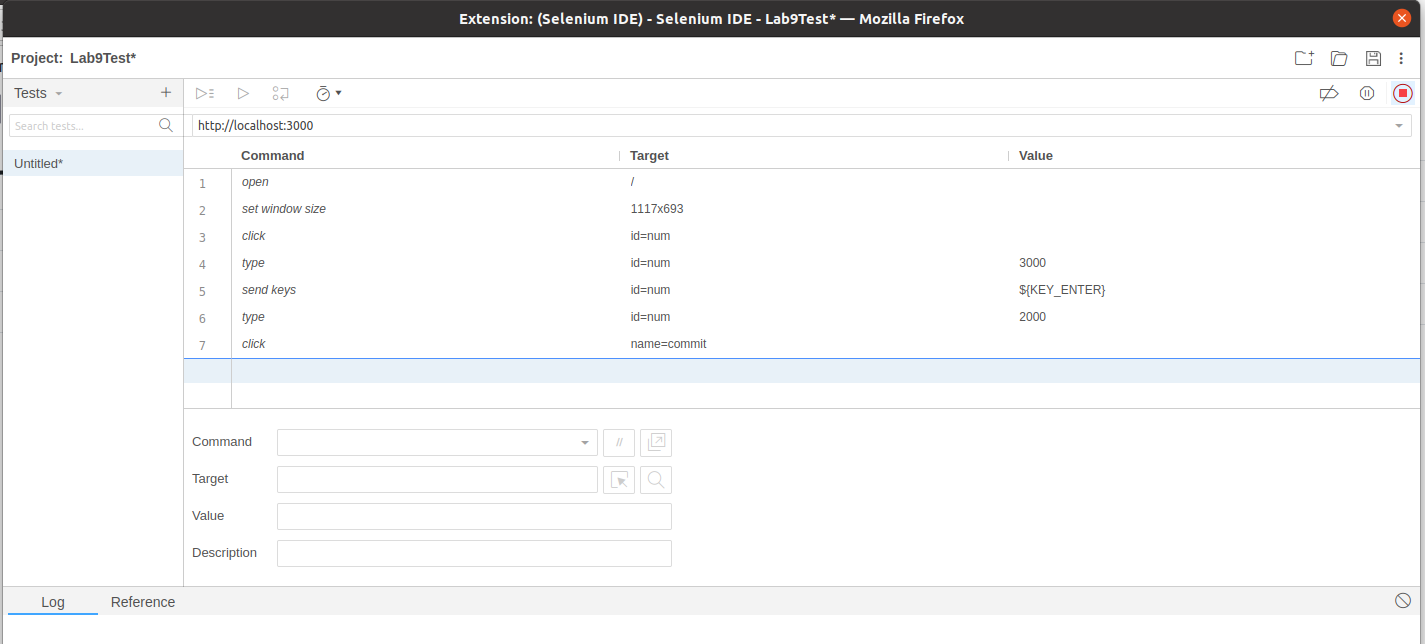 Extension: (Selenium IDE) - Selenium IDE - Lab9Test* — Mozilla Firefox
Project: Lab9Test*
Tests
Search tests...
Untitled*
http://localhost:3000
Command Target Value
1 open /
2 set window size 1117x693
3 click id=num
4 type id=num 3000
5 send keys id=num ${KEY_ENTER}
6 type id=num 2000
7 click name=commit
Command //
Target
Value
Description
Log Reference